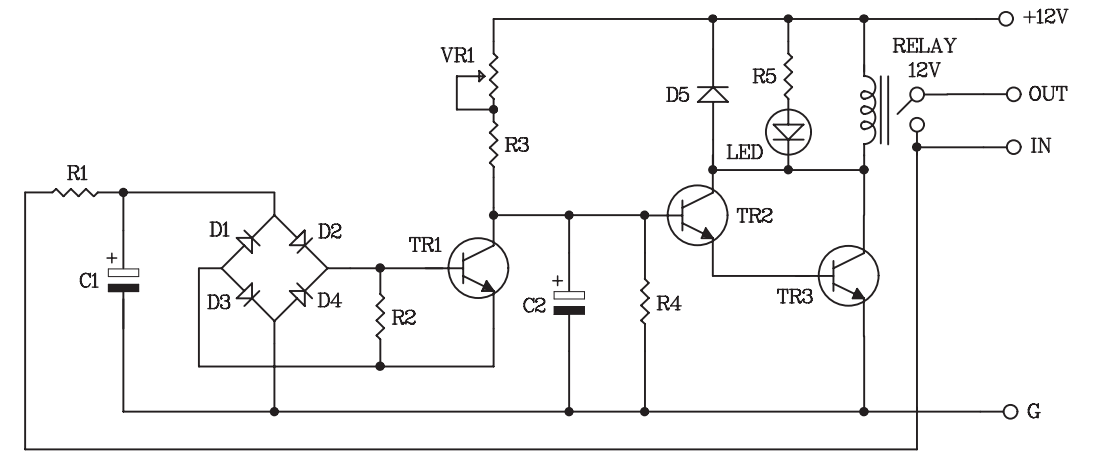 +12V
VR1
RELAY
12V
R5
D5
OUT
R3
IN
LED
R1
D1
D2
TR1
TR2
+
C1
D3
D4
R2
+
C2
R4
TR3
G